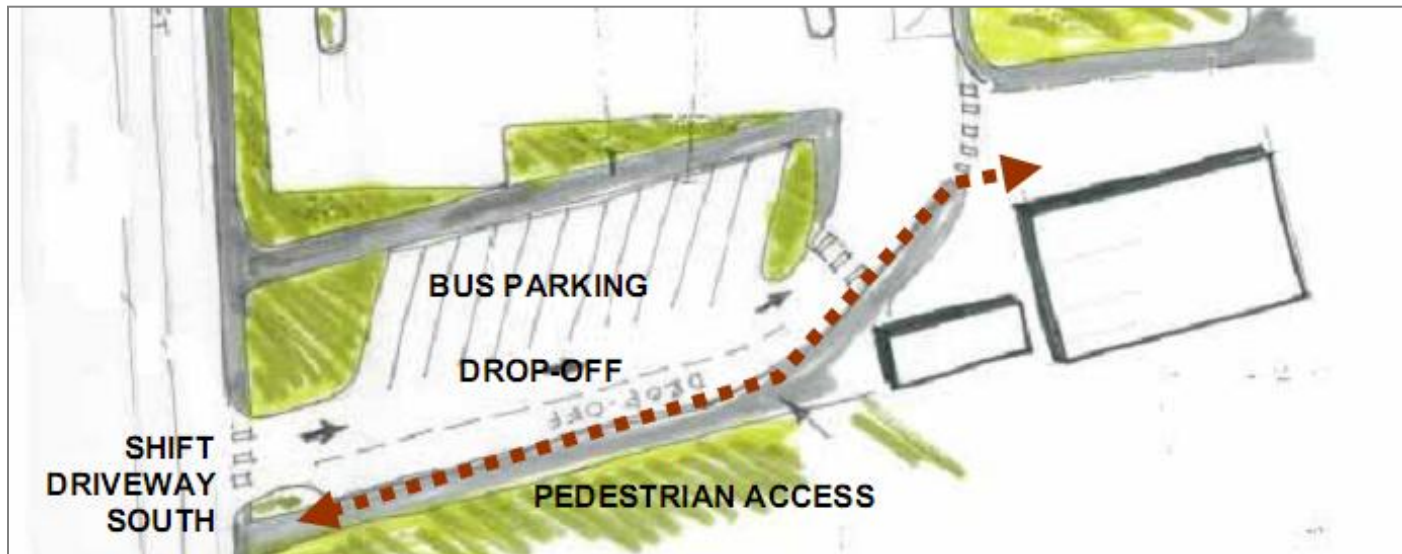 BUS PARKING
DROP-OFF
DROP-OFF
SHIFT
DRIVEWAY
SOUTH
PEDESTRIAN ACCESS